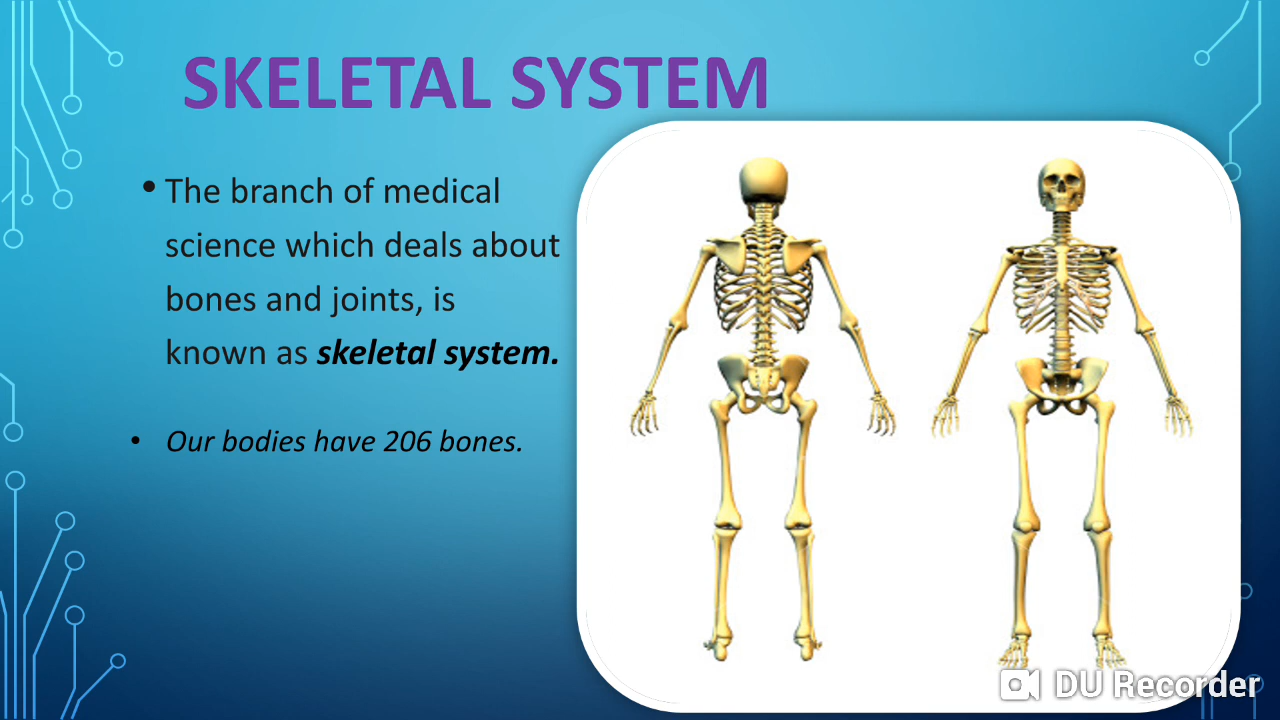 SKELETAL SYSTEM
• The branch of medical
science which deals about
bones and joints, is
known as skeletal system.
• Our bodies have 206 bones.
DU Recorder